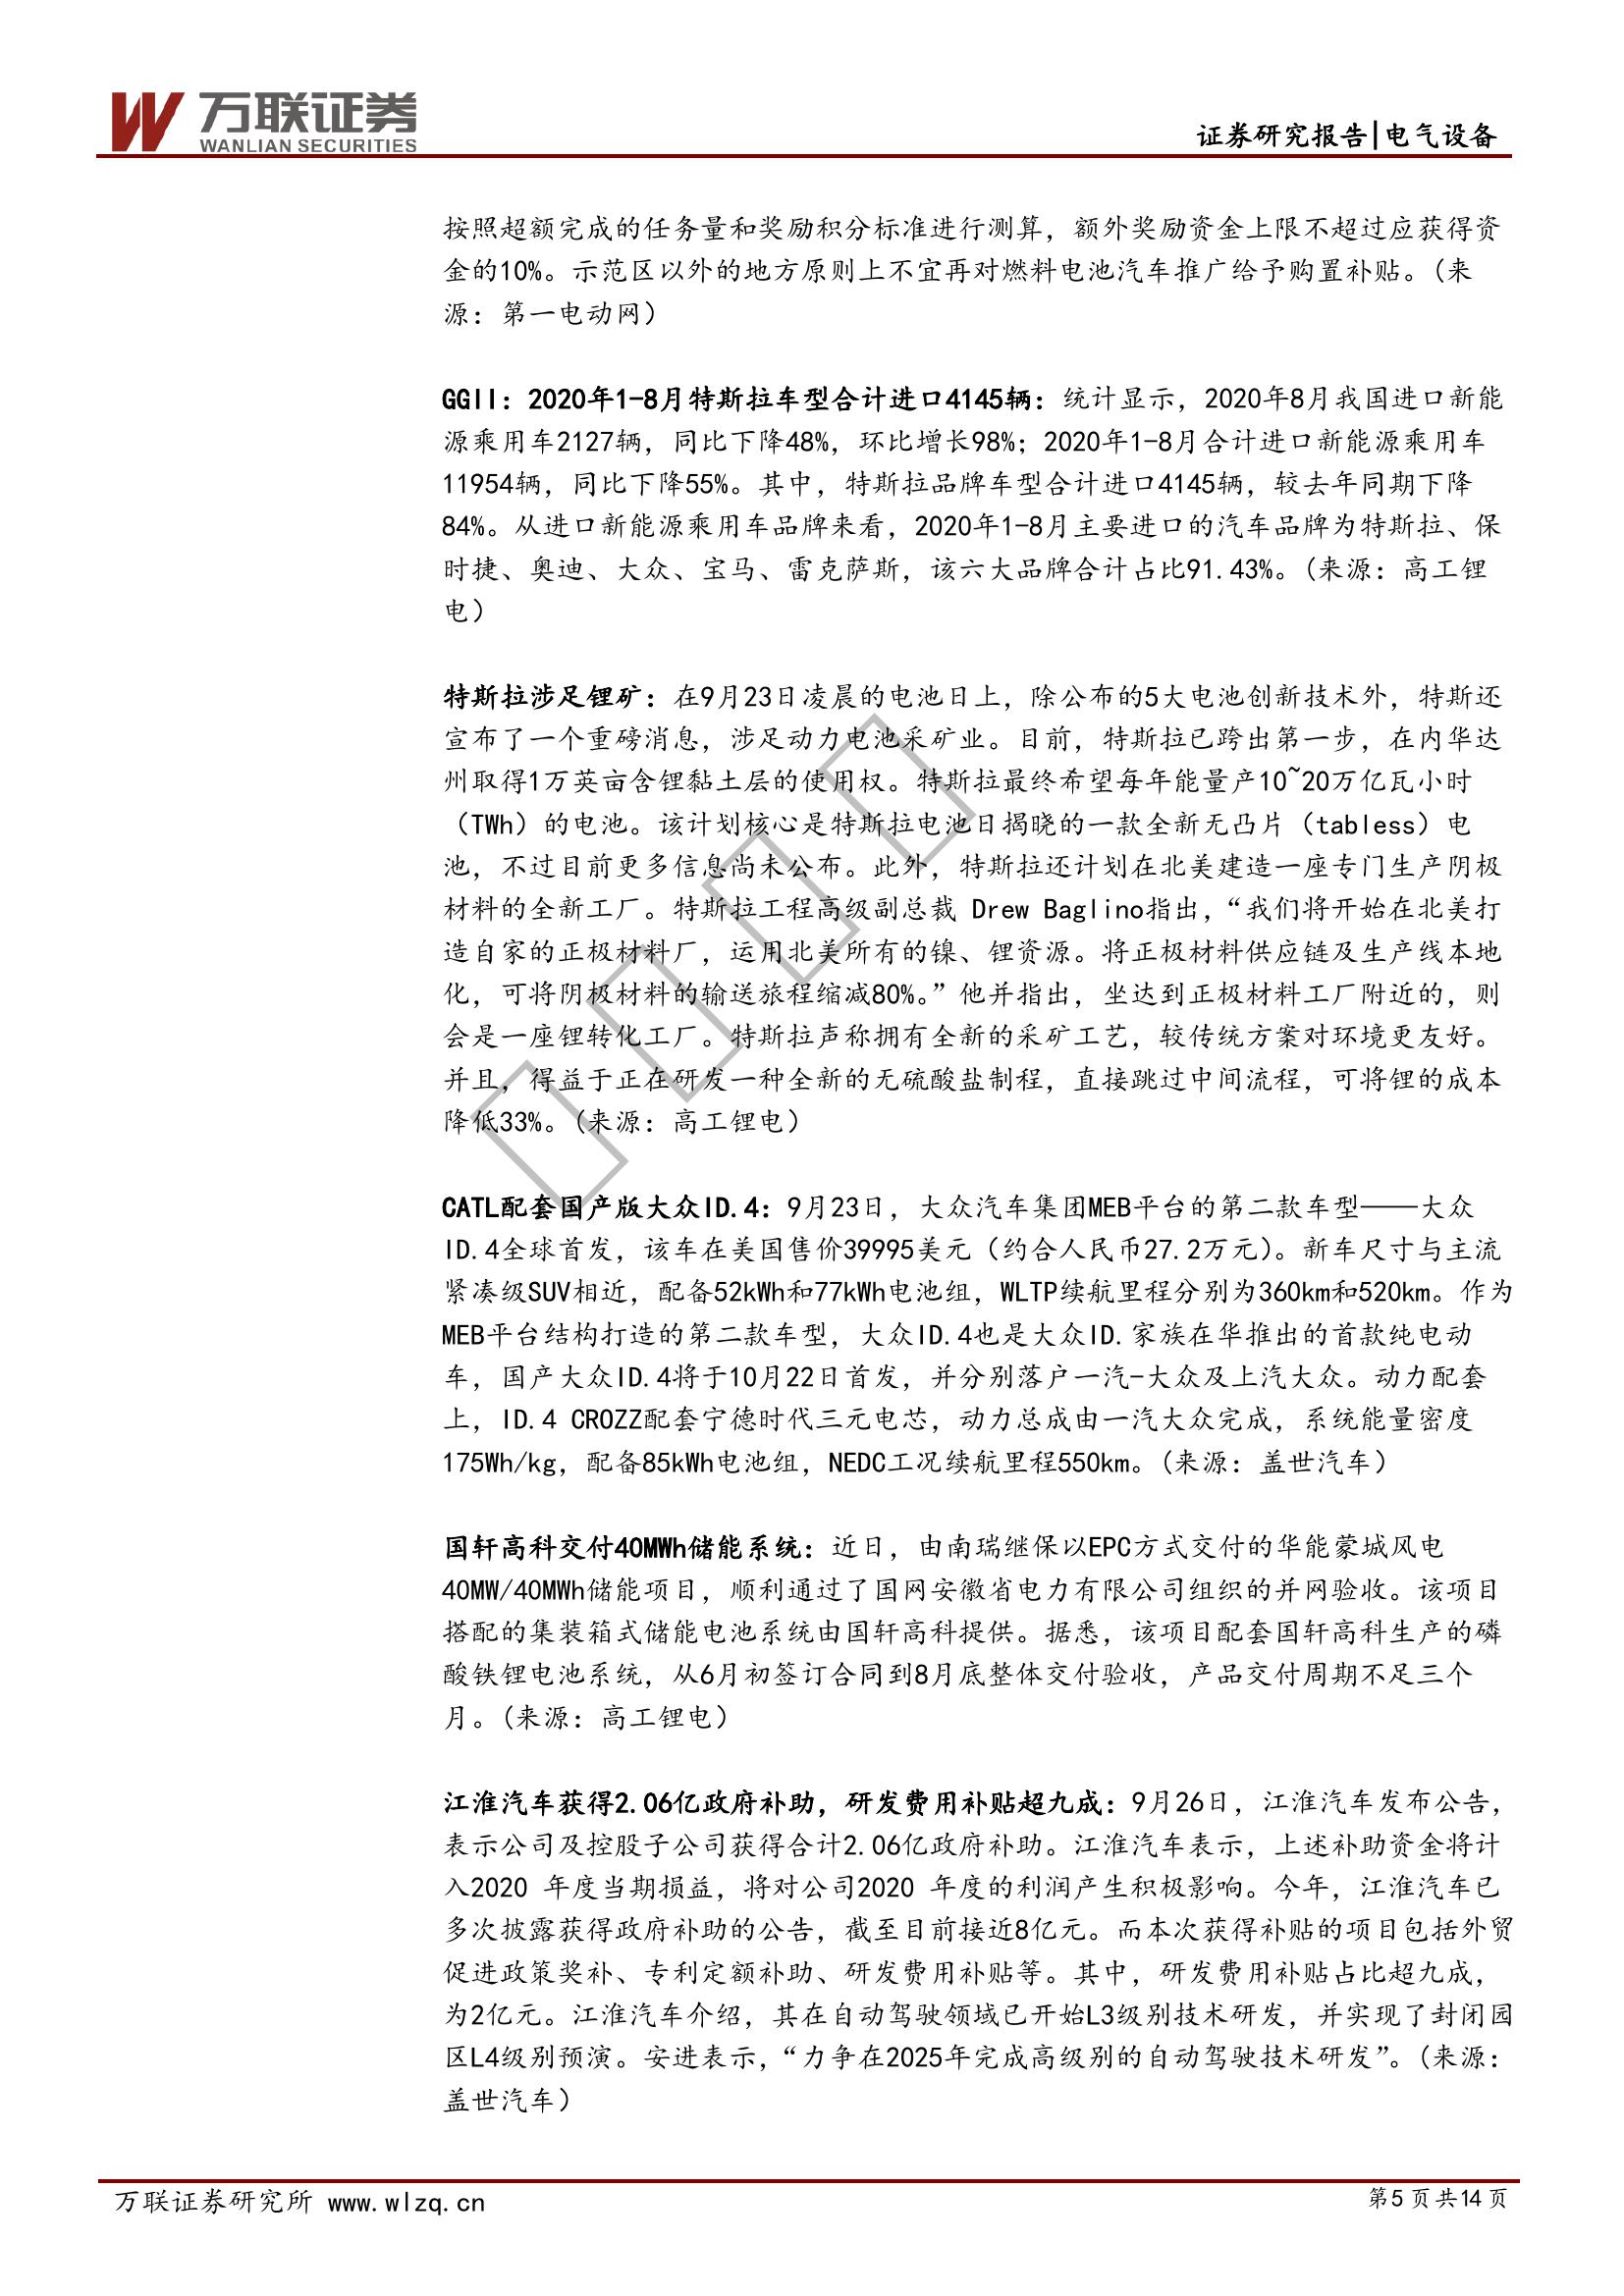 万联证券
WANLIAN SECURITIES
证券研究报告|电气设备
按照超额完成的任务量和奖励积分标准进行测算，额外奖励资金上限不超过应获得资
金的10%。示范区以外的地方原则上不宜再对燃料电池汽车推广给予购置补贴。（来
源：第一电动网）
GGII：2020年1-8月特斯拉车型合计进口4145辆：统计显示，2020年8月我国进口新能
源乘用车2127辆，同比下降48%，环比增长98%；2020年1-8月合计进口新能源乘用车
11954辆，同比下降55%。其中，特斯拉品牌车型合计进口4145辆，较去年同期下降
84%。从进口新能源乘用车品牌来看，2020年1-8月主要进口的汽车品牌为特斯拉、保
时捷、奥迪、大众、宝马、雷克萨斯，该六大品牌合计占比91.43%。（来源：高工锂
电）
特斯拉涉足锂矿：在9月23日凌晨的电池日上，除公布的5大电池创新技术外，特斯还
宣布了一个重磅消息，涉足动力电池采矿业。目前，特斯拉已跨出第一步，在内华达
州取得1万英亩含锂黏土层的使用权。特斯拉最终希望每年能量产10~20万亿瓦小时
（TWh）的电池。该计划核心是特斯拉电池日揭晓的一款全新无凸片（tabless）电
池，不过目前更多信息尚未公布。此外，特斯拉还计划在北美建造一座专门生产阴极
材料的全新工厂。特斯拉工程高级副总裁 Drew Baglino指出，“我们将开始在北美打
造自家的正极材料厂，运用北美所有的镍、锂资源。将正极材料供应链及生产线本地
化，可将阴极材料的输送旅程缩减80%。”他并指出，坐达到正极材料工厂附近的，则
会是一座锂转化工厂。特斯拉声称拥有全新的采矿工艺，较传统方案对环境更友好。
并且，得益于正在研发一种全新的无硫酸盐制程，直接跳过中间流程，可将锂的成本
降低33%。（来源：高工锂电）
CATL配套国产版大众ID.4：9月23日，大众汽车集团MEB平台的第二款车型——大众
ID.4全球首发，该车在美国售价39995美元（约合人民币27.2万元）。新车尺寸与主流
紧凑级SUV相近，配备52kWh和77kWh电池组，WLTP续航里程分别为360km和520km。作为
MEB平台结构打造的第二款车型，大众ID.4也是大众ID.家族在华推出的首款纯电动
车，国产大众ID.4将于10月22日首发，并分别落户一汽-大众及上汽大众。动力配套
上，ID.4 CROZZ配套宁德时代三元电芯，动力总成由一汽大众完成，系统能量密度
175Wh/kg，配备85kWh电池组，NEDC工况续航里程550km。（来源：盖世汽车）
国轩高科交付40MWh储能系统：近日，由南瑞继保以EPC方式交付的华能蒙城风电
40MW/40MWh储能项目，顺利通过了国网安徽省电力有限公司组织的并网验收。该项目
搭配的集装箱式储能电池系统由国轩高科提供。据悉，该项目配套国轩高科生产的磷
酸铁锂电池系统，从6月初签订合同到8月底整体交付验收，产品交付周期不足三个
月。（来源：高工锂电）
江淮汽车获得2.06亿政府补助，研发费用补贴超九成：9月26日，江淮汽车发布公告，
表示公司及控股子公司获得合计2.06亿政府补助。江淮汽车表示，上述补助资金将计
入2020 年度当期损益，将对公司2020 年度的利润产生积极影响。今年，江淮汽车已
多次披露获得政府补助的公告，截至目前接近8亿元。而本次获得补贴的项目包括外贸
促进政策奖补、专利定额补助、研发费用补贴等。其中，研发费用补贴占比超九成，
为2亿元。江淮汽车介绍，其在自动驾驶领域已开始L3级别技术研发，并实现了封闭园
区L4级别预演。安进表示，“力争在2025年完成高级别的自动驾驶技术研发”。（来源：
盖世汽车）
万联证券研究所 www.wlzq.cn
第5页共14页